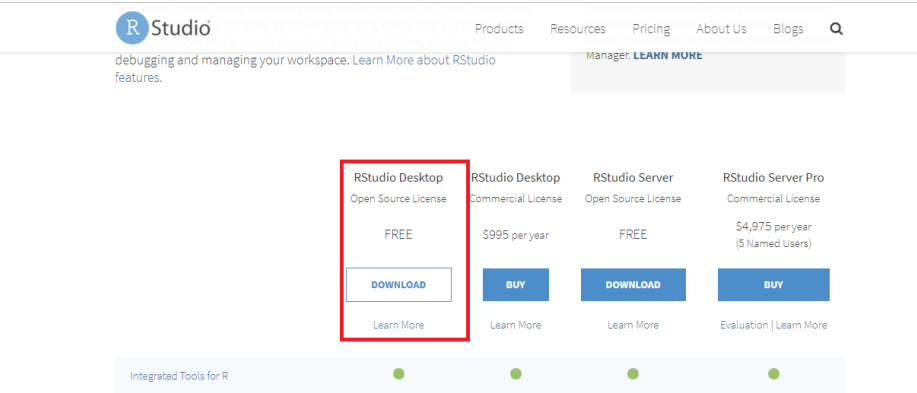 R Studio
Products Resources Pricing About Us Blogs
debugging and managing your workspace. Learn More about RStudio
features.
Manager. LEARN MORE
RStudio Desktop RStudio Desktop RStudio Server RStudio Server Pro
Open Source License Commercial License Open Source License Commercial License
FREE $995 per year FREE $4,975 per year
(5 Named Users)
DOWNLOAD BUY DOWNLOAD BUY
Learn More Learn More Learn More Evaluation | Learn More
Integrated Tools for R